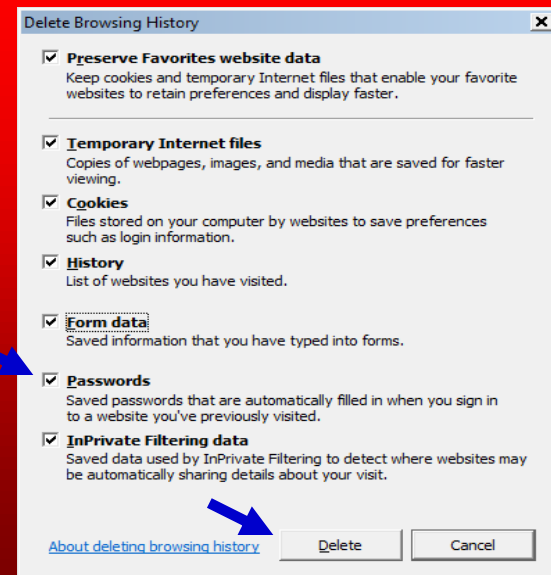 Delete Browsing History
Preserve Favorites website data
Keep cookies and temporary Internet files that enable your favorite
websites to retain preferences and display faster.
Temporary Internet files
Copies of webpages, images, and media that are saved for faster
viewing.
Cookies
Files stored on your computer by websites to save preferences
such as login information.
History
List of websites you have visited.
Form data
Saved information that you have typed into forms.
Passwords
Saved passwords that are automatically filled in when you sign in
to a website you've previously visited.
InPrivate Filtering data
Saved data used by InPrivate Filtering to detect where websites may
be automatically sharing details about your visit.
About deleting browsing history Delete Cancel